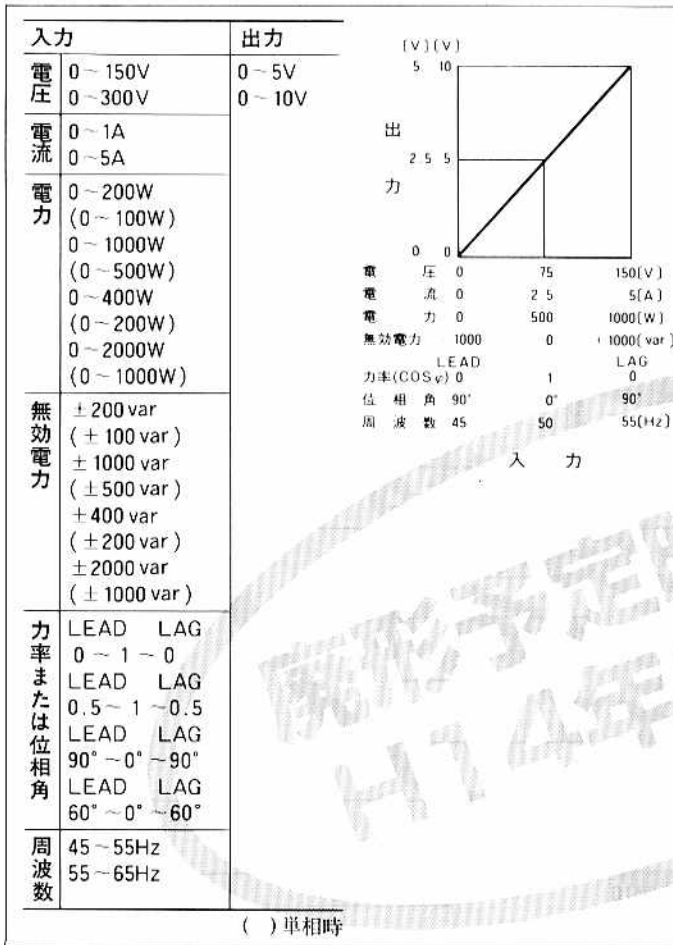 入力 出力
電圧 0～150V 0～5V
0～300V 0～10V
電流 0～1A
0～5A
電力 0～200W
(0～100W)
0～1000W
(0～500W)
0～400W
(0～200W)
0～2000W
(0～1000W)
無効電力 ±200 var
(±100 var)
±1000 var
(±500 var)
±400 var
(±200 var)
±2000 var
(±1000 var)
力率または位相角 LEAD LAG
0～1～0
LEAD LAG
0.5～1～0.5
LEAD LAG
90°～0°～90°
LEAD LAG
60°～0°～60°
周波数 45～55Hz
55～65Hz
( )単相時
(V)(V)
5 10
出
2.5 5
力
0 0
電圧 0 75 150(V)
電流 0 2.5 5(A)
電力 0 500 1000(W)
無効電力 1000 0 1000(var)
LEAD LAG
力率(COSφ) 0 1 0
位相角 90° 0° 90°
周波数 45 50 55(Hz)
入力
廃形予定
H14年